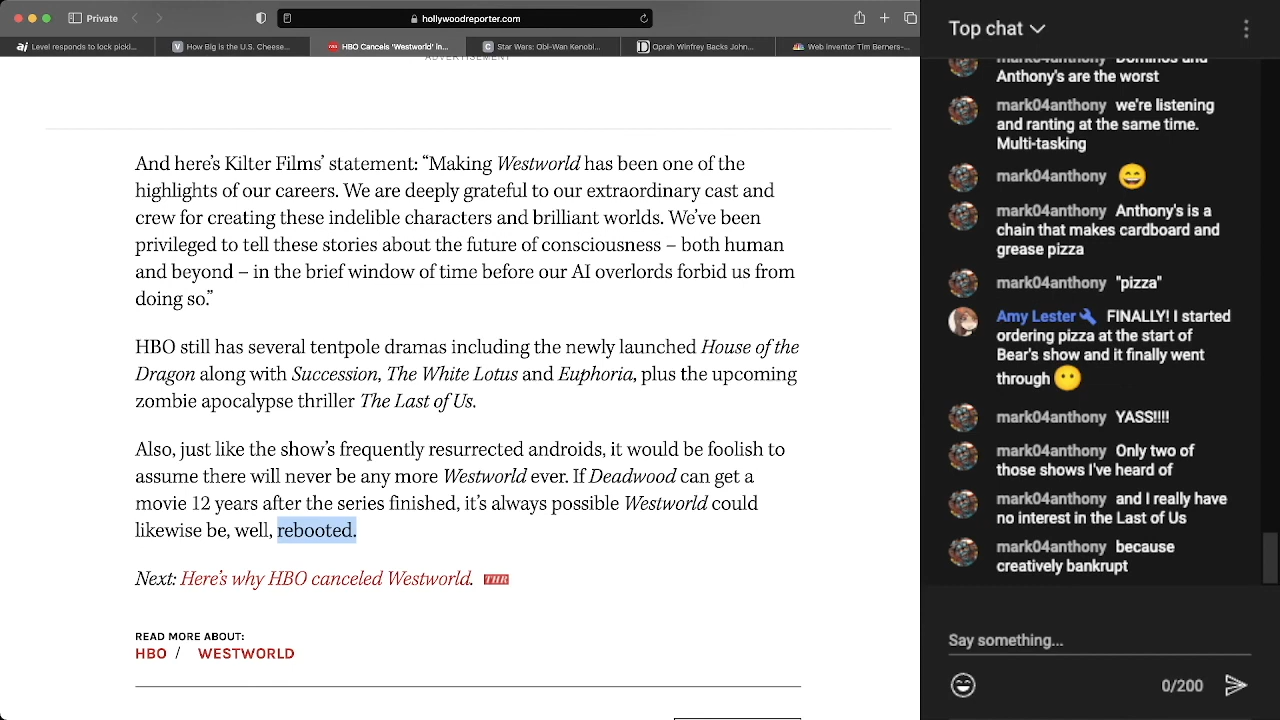 Private
hollywoodreporter.com
Level responds to lock picki...
How Big is the U.S. Cheese...
HBO Cancels 'Westworld' in...
Star Wars: Obi-Wan Kenobi...
Oprah Winfrey Backs John...
Web inventor Tim Berners-...
ADVERTISEMENT
And here's Kilter Films' statement: “Making Westworld has been one of the
highlights of our careers. We are deeply grateful to our extraordinary cast and
crew for creating these indelible characters and brilliant worlds. We've been
privileged to tell these stories about the future of consciousness – both human
and beyond – in the brief window of time before our AI overlords forbid us from
doing so.”
HBO still has several tentpole dramas including the newly launched House of the
Dragon along with Succession, The White Lotus and Euphoria, plus the upcoming
zombie apocalypse thriller The Last of Us.
Also, just like the show's frequently resurrected androids, it would be foolish to
assume there will never be any more Westworld ever. If Deadwood can get a
movie 12 years after the series finished, it's always possible Westworld could
likewise be, well, rebooted.
Next: Here's why HBO canceled Westworld. THR
READ MORE ABOUT:
HBO / WESTWORLD
Top chat
mark04anthony Dominos and
Anthony's are the worst
mark04anthony we're listening
and ranting at the same time.
Multi-tasking
mark04anthony 😄
mark04anthony Anthony's is a
chain that makes cardboard and
grease pizza
mark04anthony "pizza"
Amy Lester FINALLY! I started
ordering pizza at the start of
Bear's show and it finally went
through 😶
mark04anthony YASS!!!!
mark04anthony Only two of
those shows I've heard of
mark04anthony and I really have
no interest in the Last of Us
mark04anthony because
creatively bankrupt
Say something...
0/200